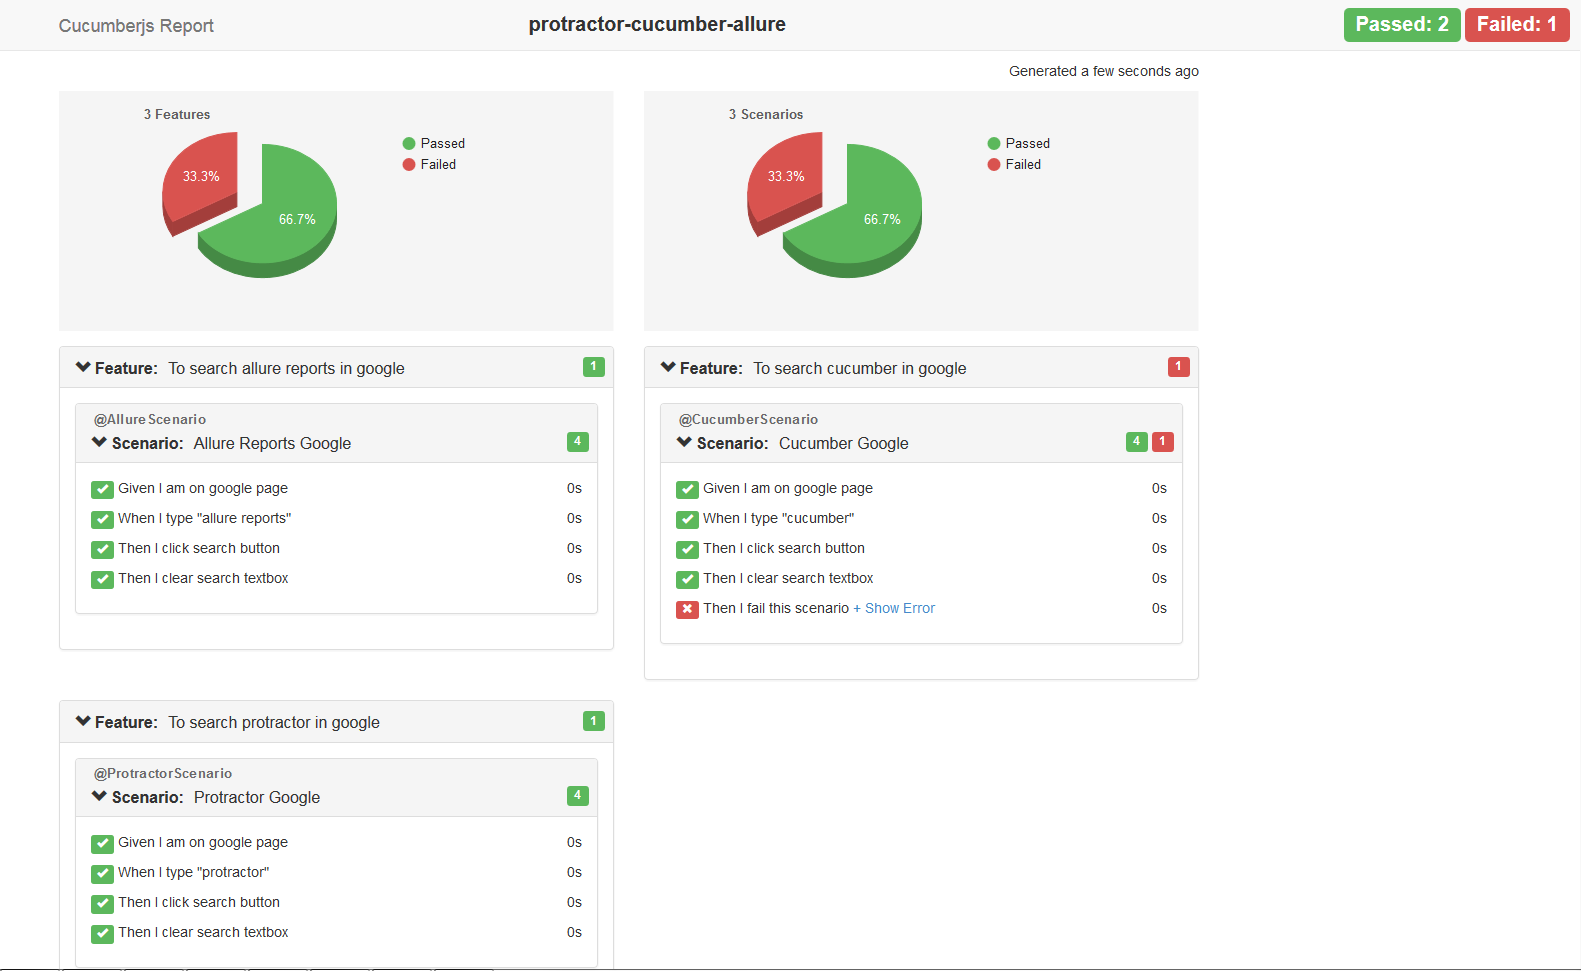 Cucumberjs Report
protractor-cucumber-allure
Passed: 2 Failed: 1
Generated a few seconds ago
3 Features
Passed
Failed
33.3%
66.7%
3 Scenarios
Passed
Failed
33.3%
66.7%
Feature: To search allure reports in google 1
@AllureScenario
Scenario: Allure Reports Google 4
Given I am on google page 0s
When I type "allure reports" 0s
Then I click search button 0s
Then I clear search textbox 0s
Feature: To search cucumber in google 1
@CucumberScenario
Scenario: Cucumber Google 4 1
Given I am on google page 0s
When I type "cucumber" 0s
Then I click search button 0s
Then I clear search textbox 0s
Then I fail this scenario + Show Error 0s
Feature: To search protractor in google 1
@ProtractorScenario
Scenario: Protractor Google 4
Given I am on google page 0s
When I type "protractor" 0s
Then I click search button 0s
Then I clear search textbox 0s